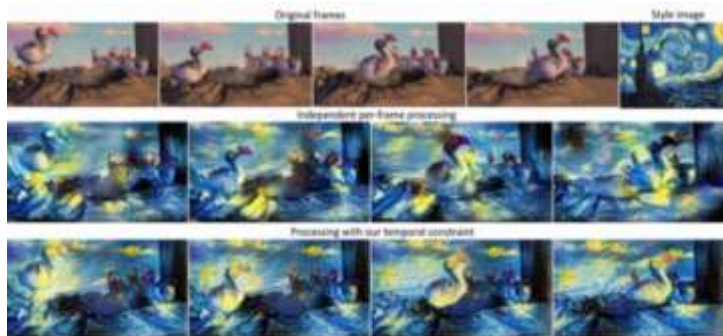 Original frames
Style image
Independent per-frame processing
Processing with our temporal constraint